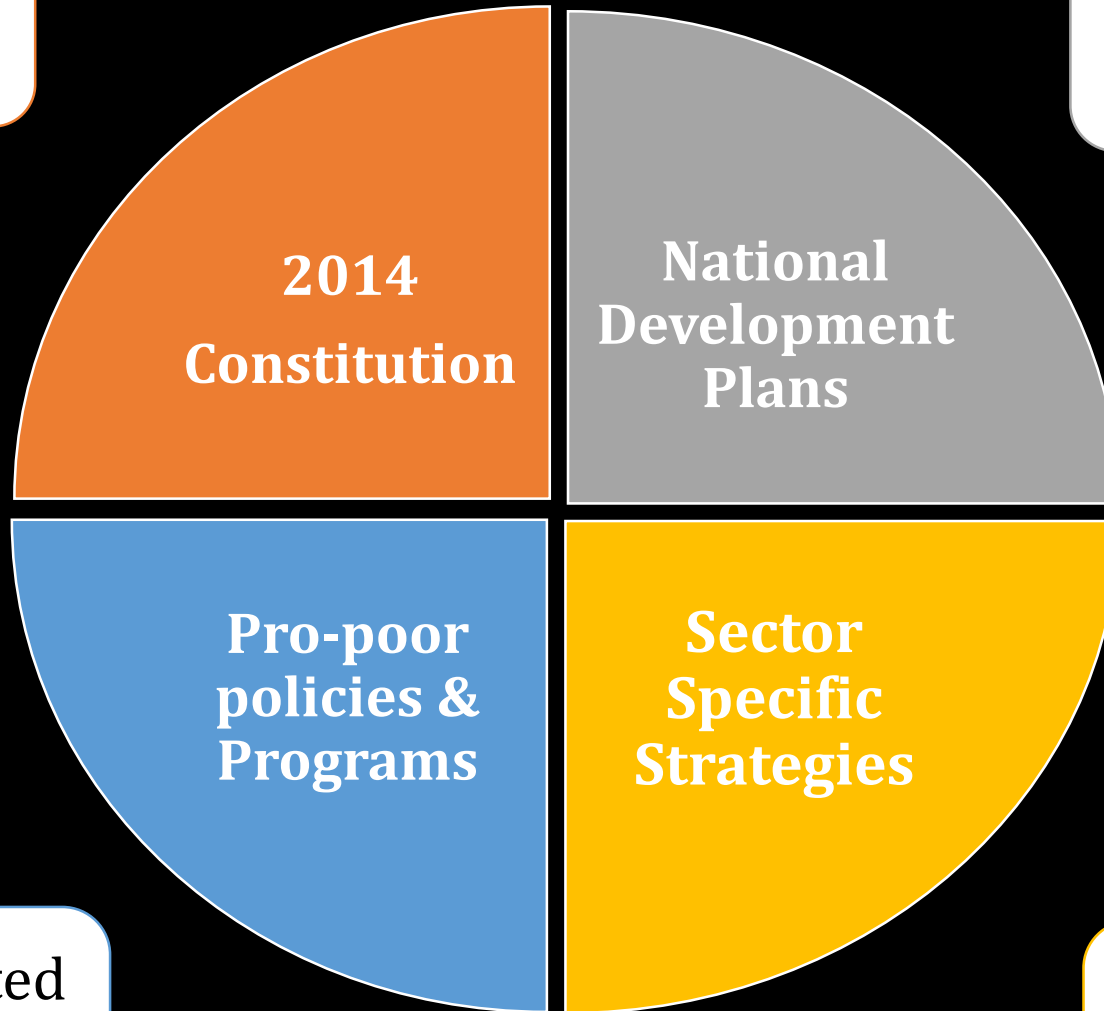 2014
Constitution
National
Development
Plans
Pro-poor
policies &
Programs
Sector
Specific
Strategies